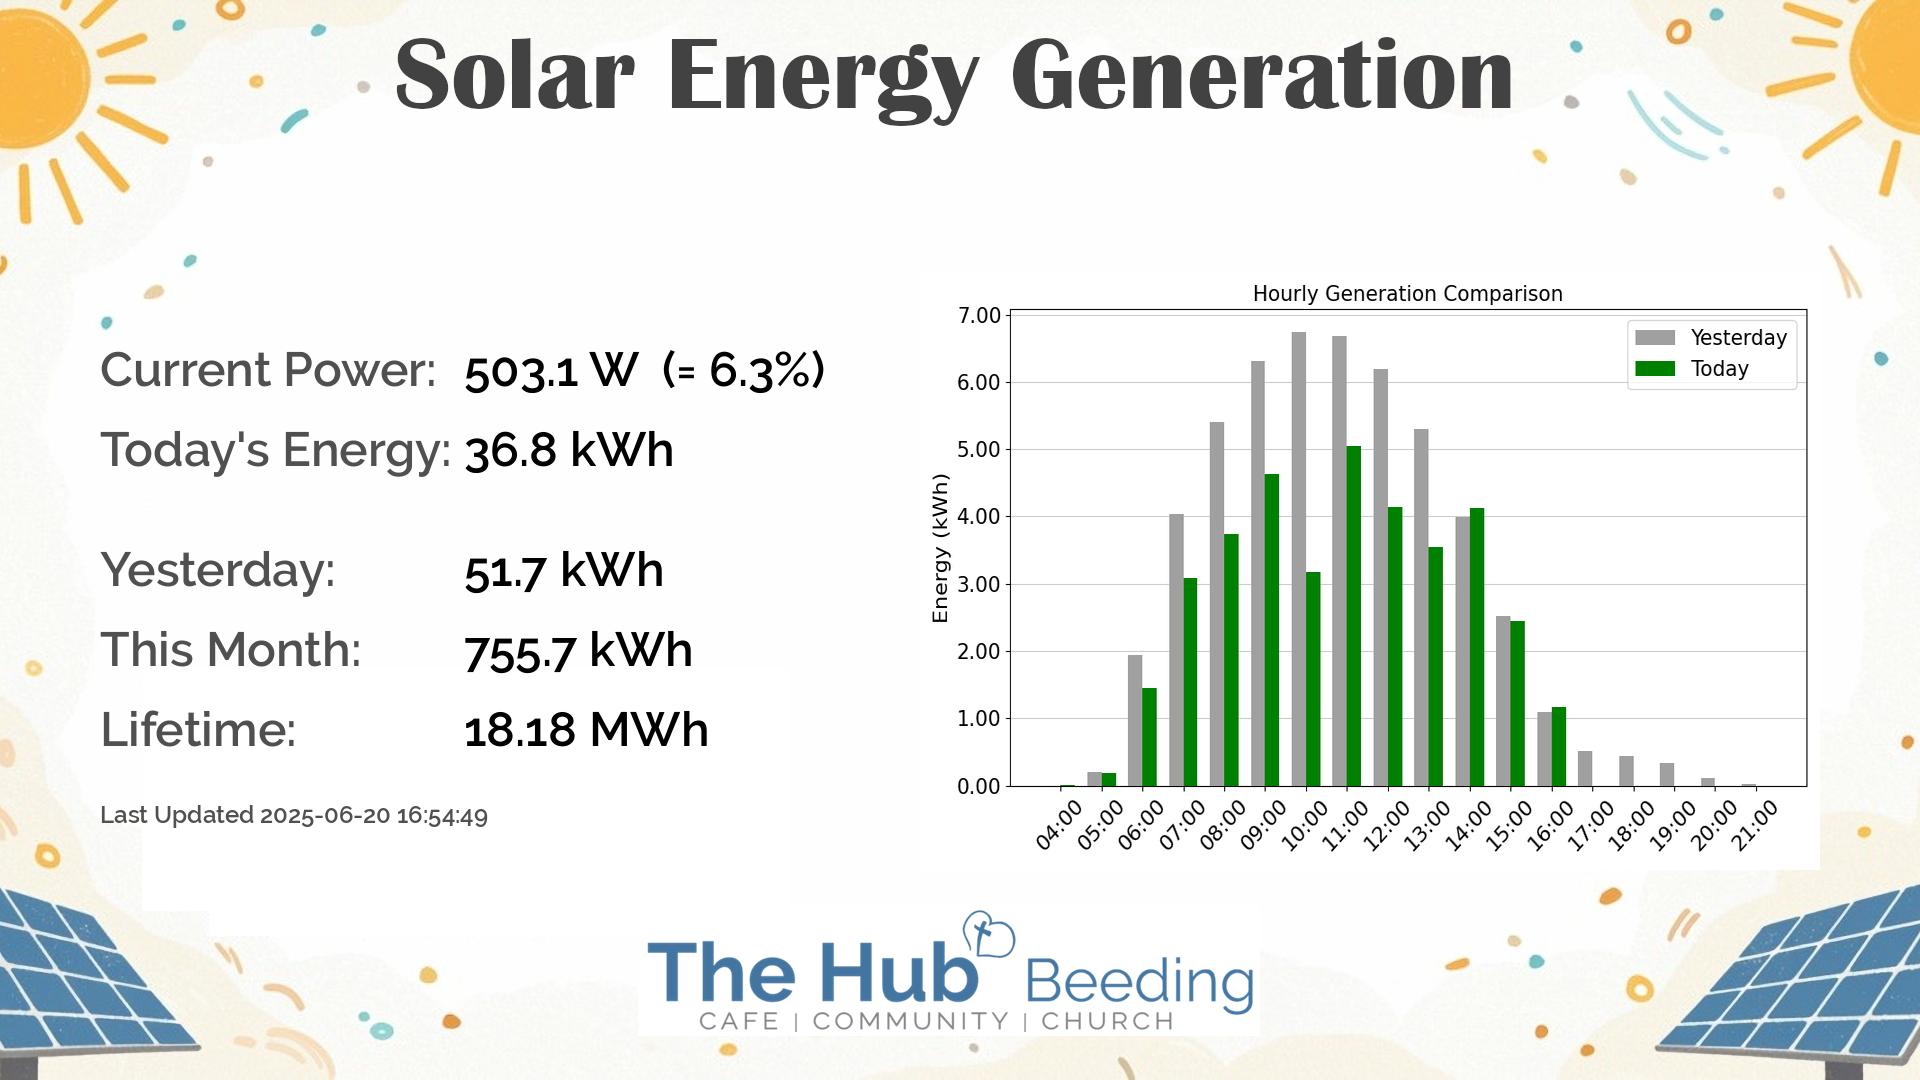 Solar Energy Generation
Current Power: 503.1 W (= 6.3%)
Today's Energy: 36.8 kWh
Yesterday: 51.7 kWh
This Month: 755.7 kWh
Lifetime: 18.18 MWh
Last Updated 2025-06-20 16:54:49
Hourly Generation Comparison
Yesterday
Today
Energy (kWh)
7.00
6.00
5.00
4.00
3.00
2.00
1.00
0.00
04:00 05:00 06:00 07:00 08:00 09:00 10:00 11:00 12:00 13:00 14:00 15:00 16:00 17:00 18:00 19:00 20:00 21:00
The Hub Beeding
CAFE | COMMUNITY | CHURCH